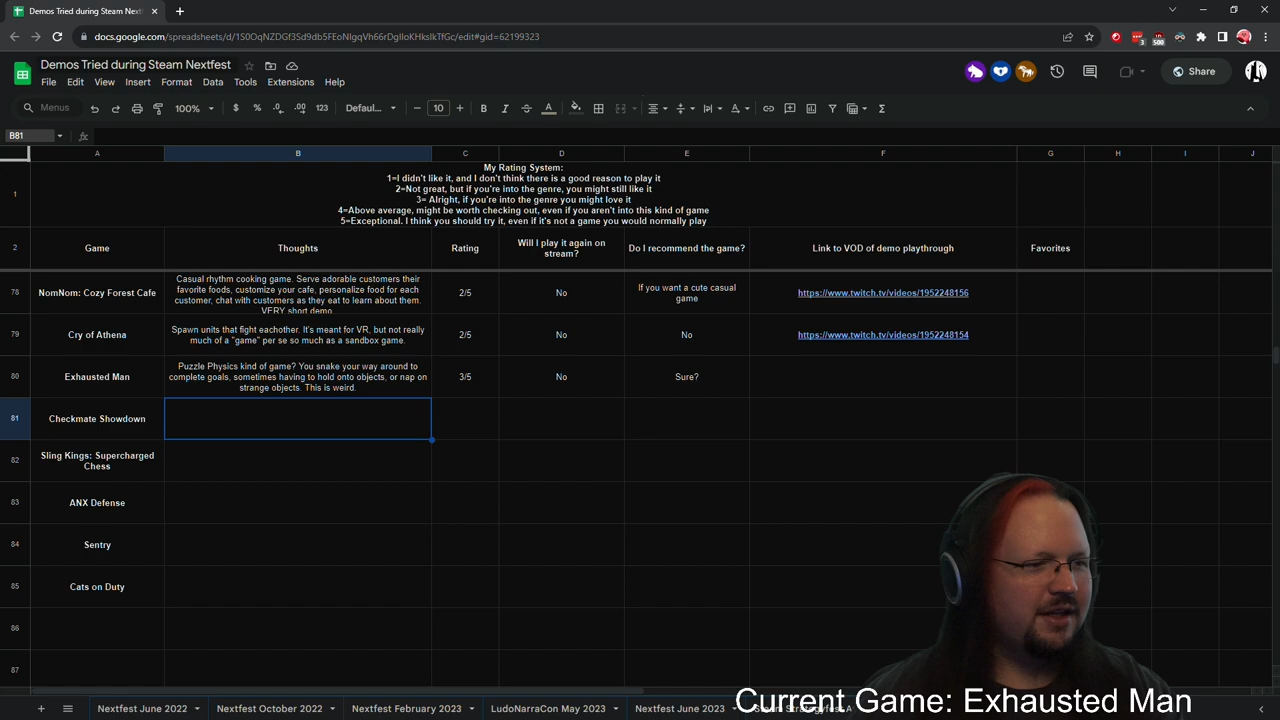 Demos Tried during Steam Nextfest
docs.google.com/spreadsheets/d/1S0OqNZDGf3Sd9db5FEoNlgqVh66rDglIoKHkslkTfGc/edit#gid=62199323
3
500
Demos Tried during Steam Nextfest
File Edit View Insert Format Data Tools Extensions Help
Share
Menus 100% $ % .0 .00 123 Defaul... 10 B I A
B81
A B C D E F G H I J
1
My Rating System:
1=I didn't like it, and I don't think there is a good reason to play it
2=Not great, but if you're into the genre, you might still like it
3= Alright, if you're into the genre you might love it
4=Above average, might be worth checking out, even if you aren't into this kind of game
5=Exceptional. I think you should try it, even if it's not a game you would normally play
2 Game Thoughts Rating Will I play it again on stream? Do I recommend the game? Link to VOD of demo playthrough Favorites
78 NomNom: Cozy Forest Cafe
Casual rhythm cooking game. Serve adorable customers their
favorite foods, customize your cafe, personalize food for each
customer, chat with customers as they eat to learn about them.
VERY short demo.
2/5 No
If you want a cute casual
game
https://www.twitch.tv/videos/1952248156
79 Cry of Athena
Spawn units that fight eachother. It's meant for VR, but not really
much of a "game" per se so much as a sandbox game.
2/5 No No https://www.twitch.tv/videos/1952248154
80 Exhausted Man
Puzzle Physics kind of game? You snake your way around to
complete goals, sometimes having to hold onto objects, or nap on
strange objects. This is weird.
3/5 No Sure?
81 Checkmate Showdown
82 Sling Kings: Supercharged
Chess
83 ANX Defense
84 Sentry
85 Cats on Duty
86
87
Nextfest June 2022 Nextfest October 2022 Nextfest February 2023 LudoNarraCon May 2023 Nextfest June 2023
Current Game: Exhausted Man